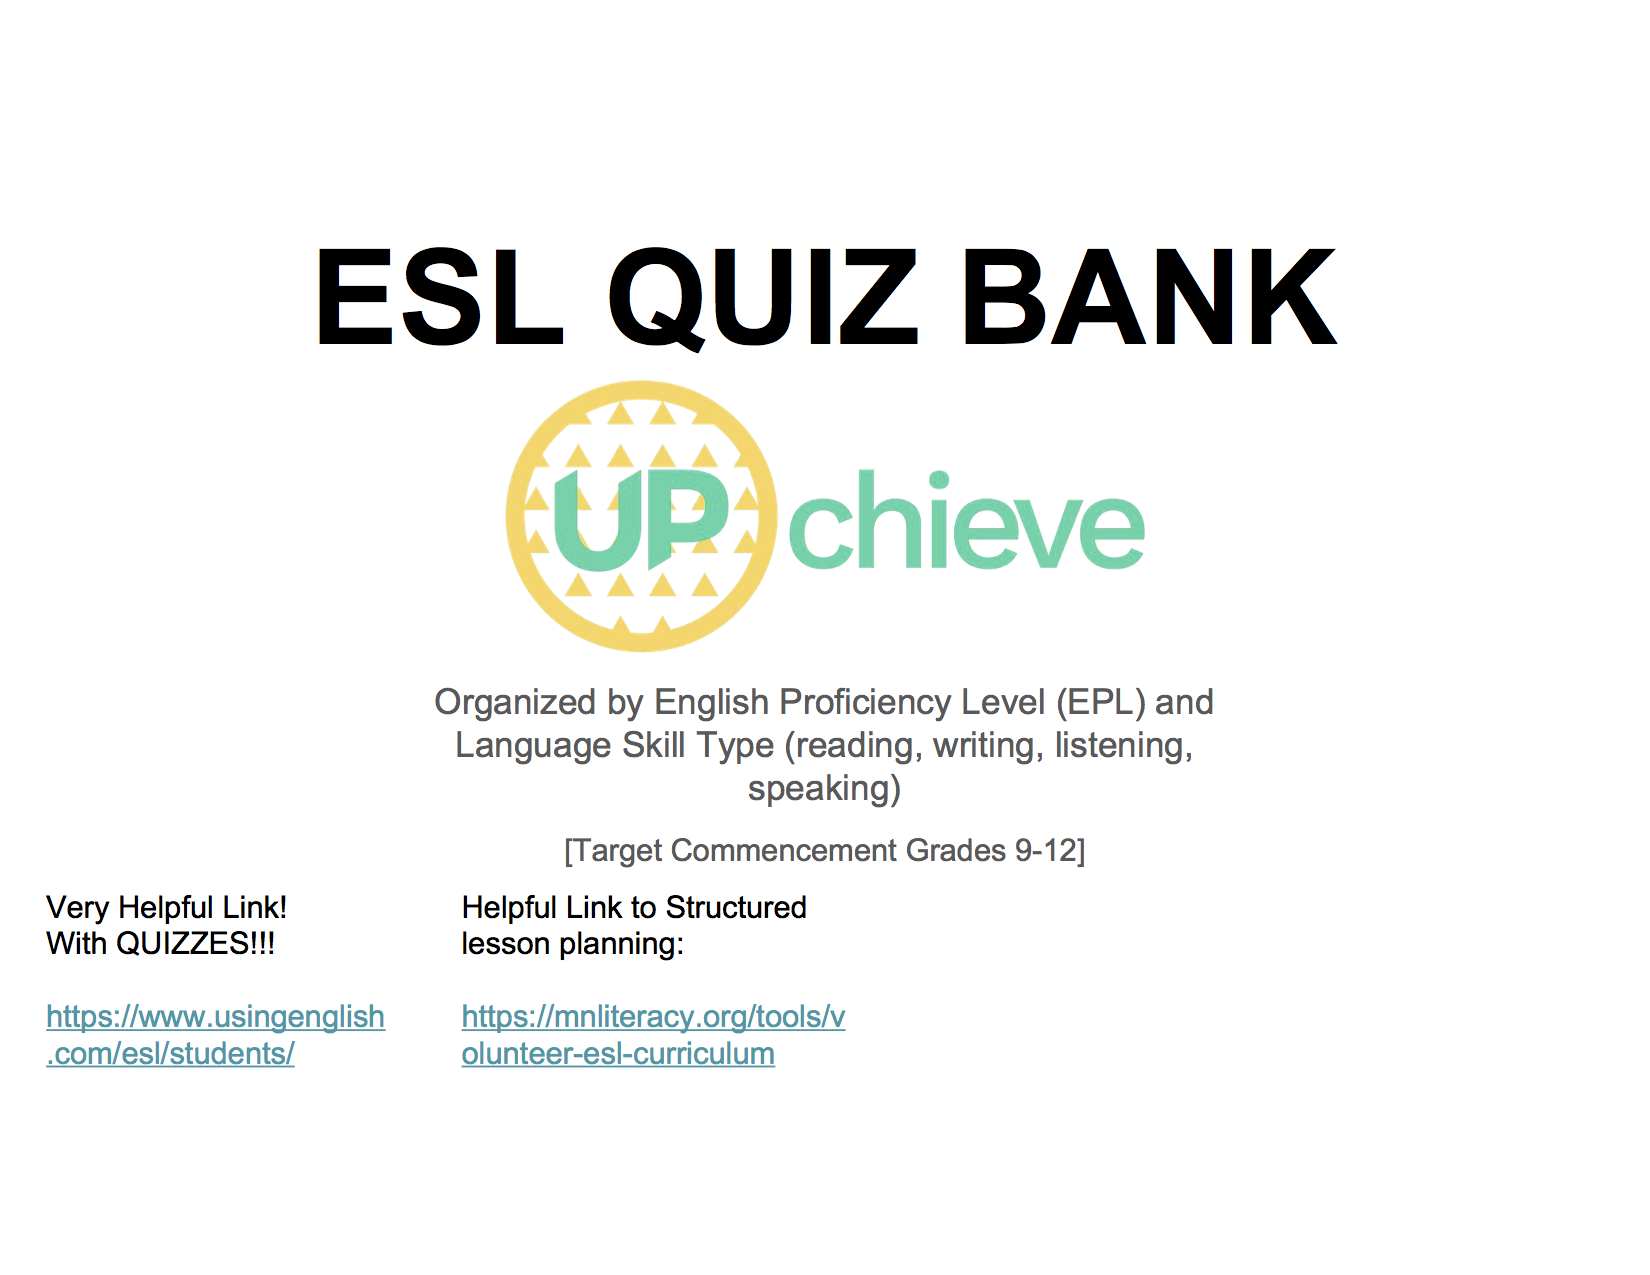 ESL QUIZ BANK
UPchieve
Organized by English Proficiency Level (EPL) and
Language Skill Type (reading, writing, listening,
speaking)
[Target Commencement Grades 9-12]
Very Helpful Link!
With QUIZZES!!!
https://www.usingenglish
.com/esl/students/
Helpful Link to Structured
lesson planning:
https://mnliteracy.org/tools/v
olunteer-esl-curriculum